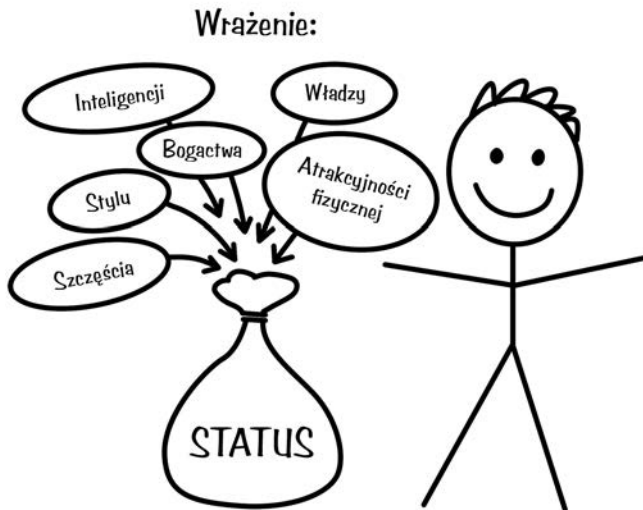 Wrażenie:
Inteligencji
Władzy
Bogactwa
Atrakcyjności
fizycznej
Stylu
Szczęścia
STATUS